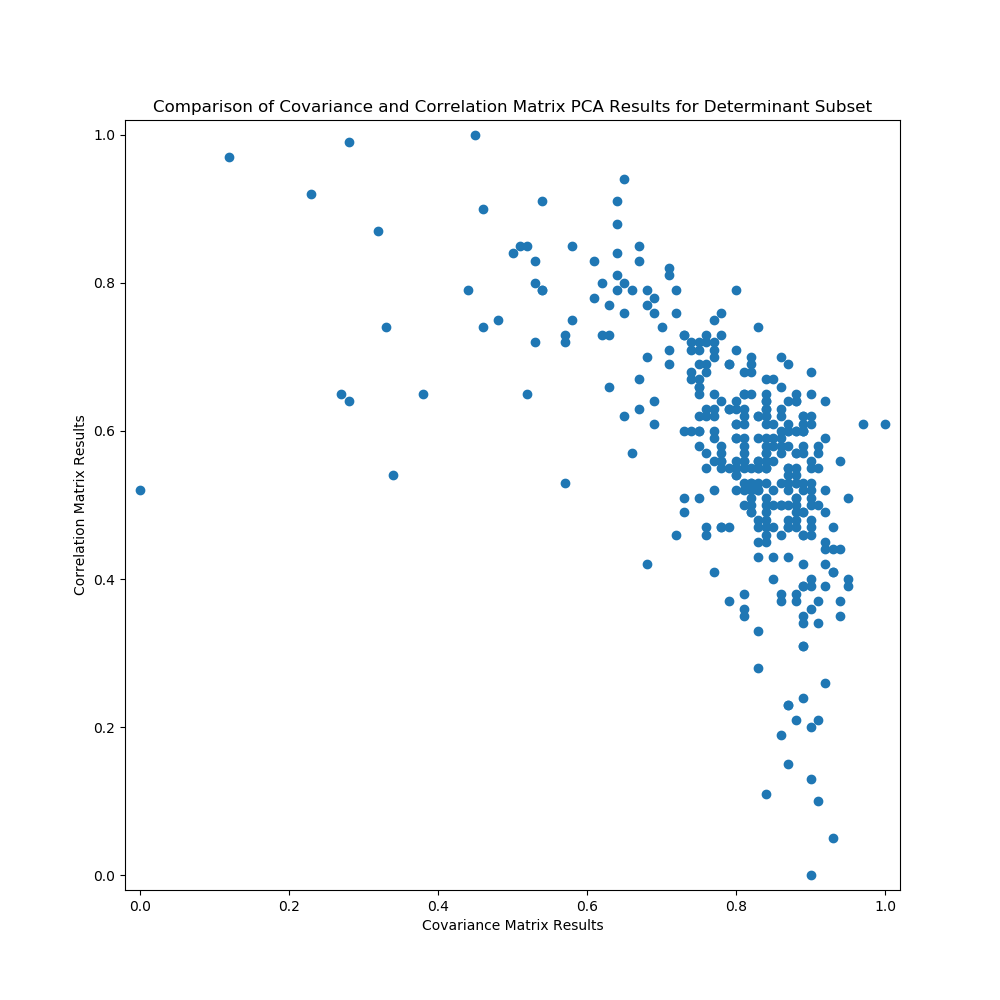 Comparison of Covariance and Correlation Matrix PCA Results for Determinant Subset
1.0
0.8
0.6
0.4
0.2
0.0
Correlation Matrix Results
0.0 0.2 0.4 0.6 0.8 1.0
Covariance Matrix Results